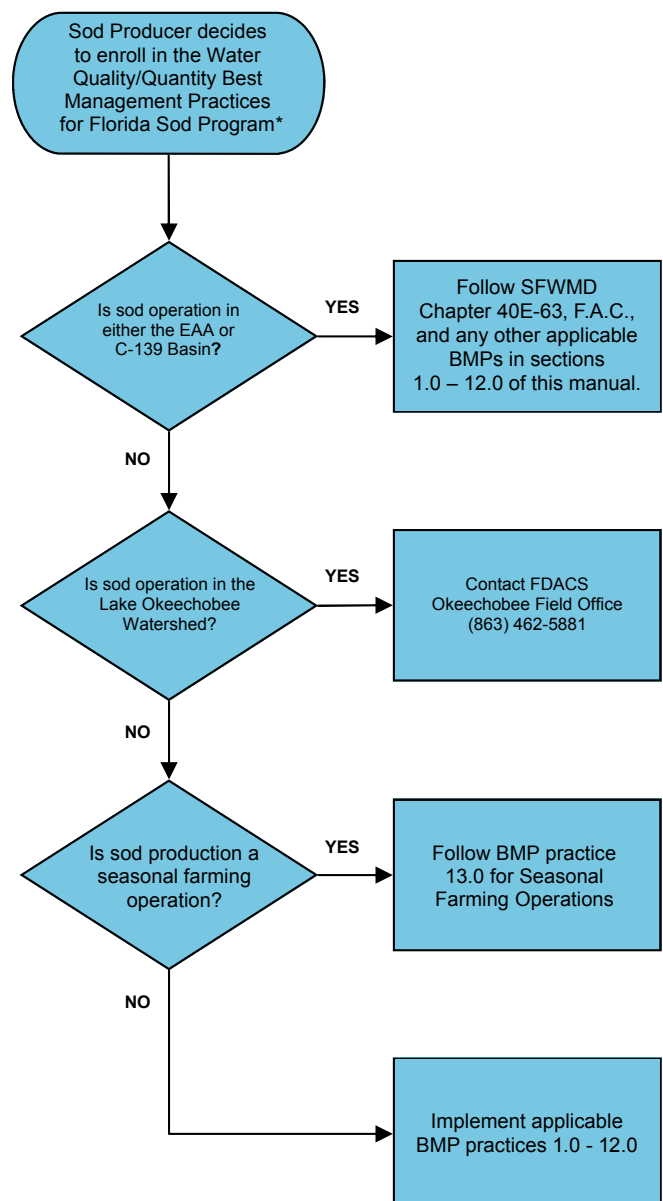 Sod Producer decides
to enroll in the Water
Quality/Quantity Best
Management Practices
for Florida Sod Program*
Is sod operation in
either the EAA or
C-139 Basin?
YES
Follow SFWMD
Chapter 40E-63, F.A.C.,
and any other applicable
BMPs in sections
1.0 – 12.0 of this manual.
NO
Is sod operation in the
Lake Okeechobee
Watershed?
YES
Contact FDACS
Okeechobee Field Office
(863) 462-5881
NO
Is sod production a
seasonal farming
operation?
YES
Follow BMP practice
13.0 for Seasonal
Farming Operations
NO
Implement applicable
BMP practices 1.0 - 12.0